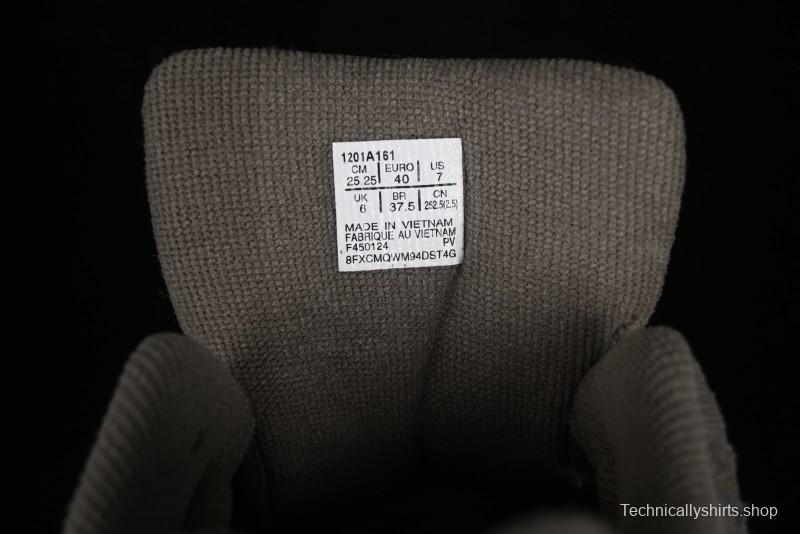 1201A161
CM | EURO | US
25.25 | 40 | 7
UK | BR | CN
6 | 37.5 | 252.5(2.5)
MADE IN VIETNAM
FABRIQUE AU VIETNAM
F450124 PV
8FXCMQWM94DST4G
Technicallyshirts.shop